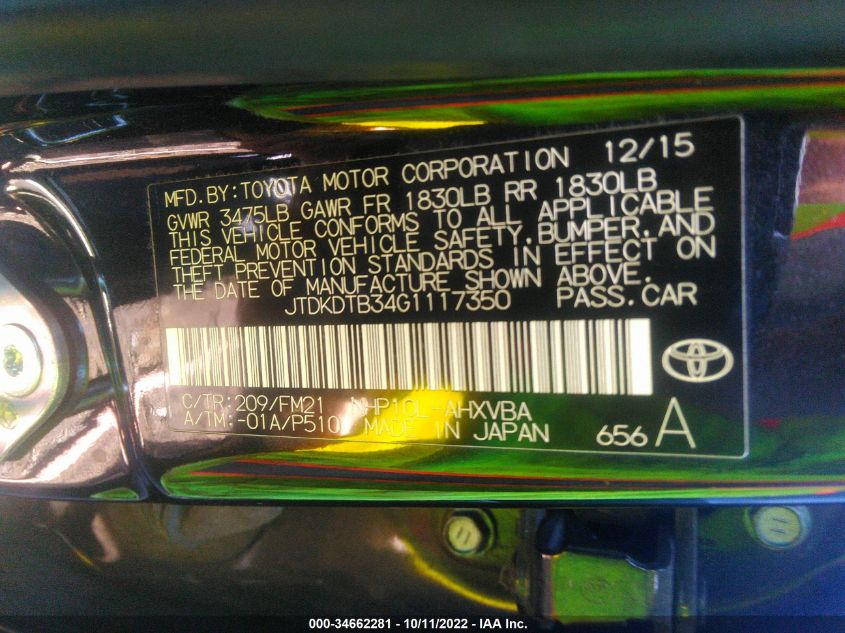 MFD.BY:TOYOTA MOTOR CORPORATION 12/15
GVWR 3475LB GAWR FR 1830LB RR 1830LB
THIS VEHICLE CONFORMS TO ALL APPLICABLE
FEDERAL MOTOR VEHICLE SAFETY,BUMPER,AND
THEFT PREVENTION STANDARDS IN EFFECT ON
THE DATE OF MANUFACTURE SHOWN ABOVE.
JTDKDTB34G1117350 PASS.CAR
C/TR:209/FM21 NHP10L-AHXVBA
A/TM:-01A/P510 MADE IN JAPAN 656 A
000-34662281 - 10/11/2022 - IAA Inc.